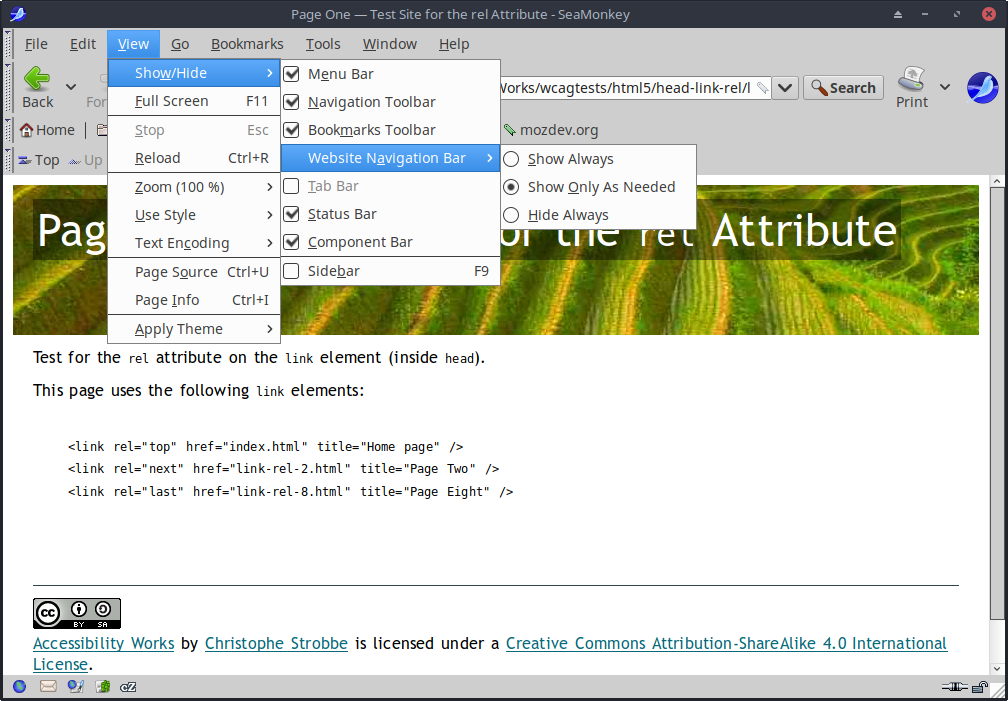 Page One — Test Site for the rel Attribute - SeaMonkey
File Edit View Go Bookmarks Tools Window Help
Back
For
Works/wcagtests/html5/head-link-rel/l
Search
Print
Home
mozdev.org
Top Up
Show/Hide
Full Screen F11
Stop Esc
Reload Ctrl+R
Zoom (100 %)
Use Style
Text Encoding
Page Source Ctrl+U
Page Info Ctrl+I
Apply Theme
Menu Bar
Navigation Toolbar
Bookmarks Toolbar
Website Navigation Bar
Tab Bar
Status Bar
Component Bar
Sidebar F9
Show Always
Show Only As Needed
Hide Always
Pag or the rel Attribute
Test for the rel attribute on the link element (inside head).
This page uses the following link elements:
<link rel="top" href="index.html" title="Home page" />
<link rel="next" href="link-rel-2.html" title="Page Two" />
<link rel="last" href="link-rel-8.html" title="Page Eight" />
cc BY SA
Accessibility Works by Christophe Strobbe is licensed under a Creative Commons Attribution-ShareAlike 4.0 International
License.
cZ